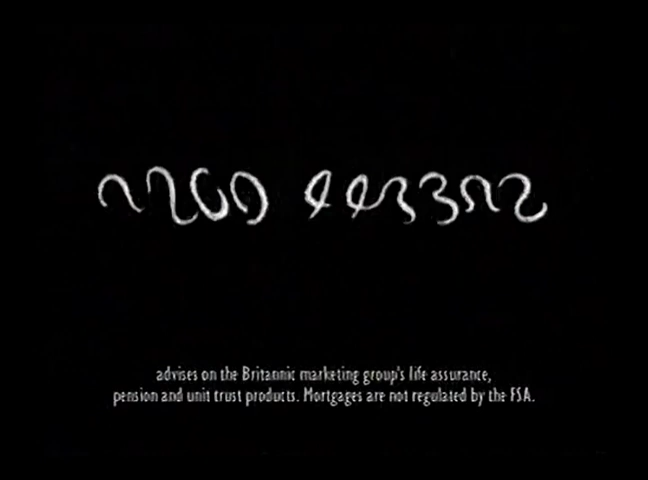 advises on the Britannic marketing group's life assurance,
pension and unit trust products. Mortgages are not regulated by the FSA.